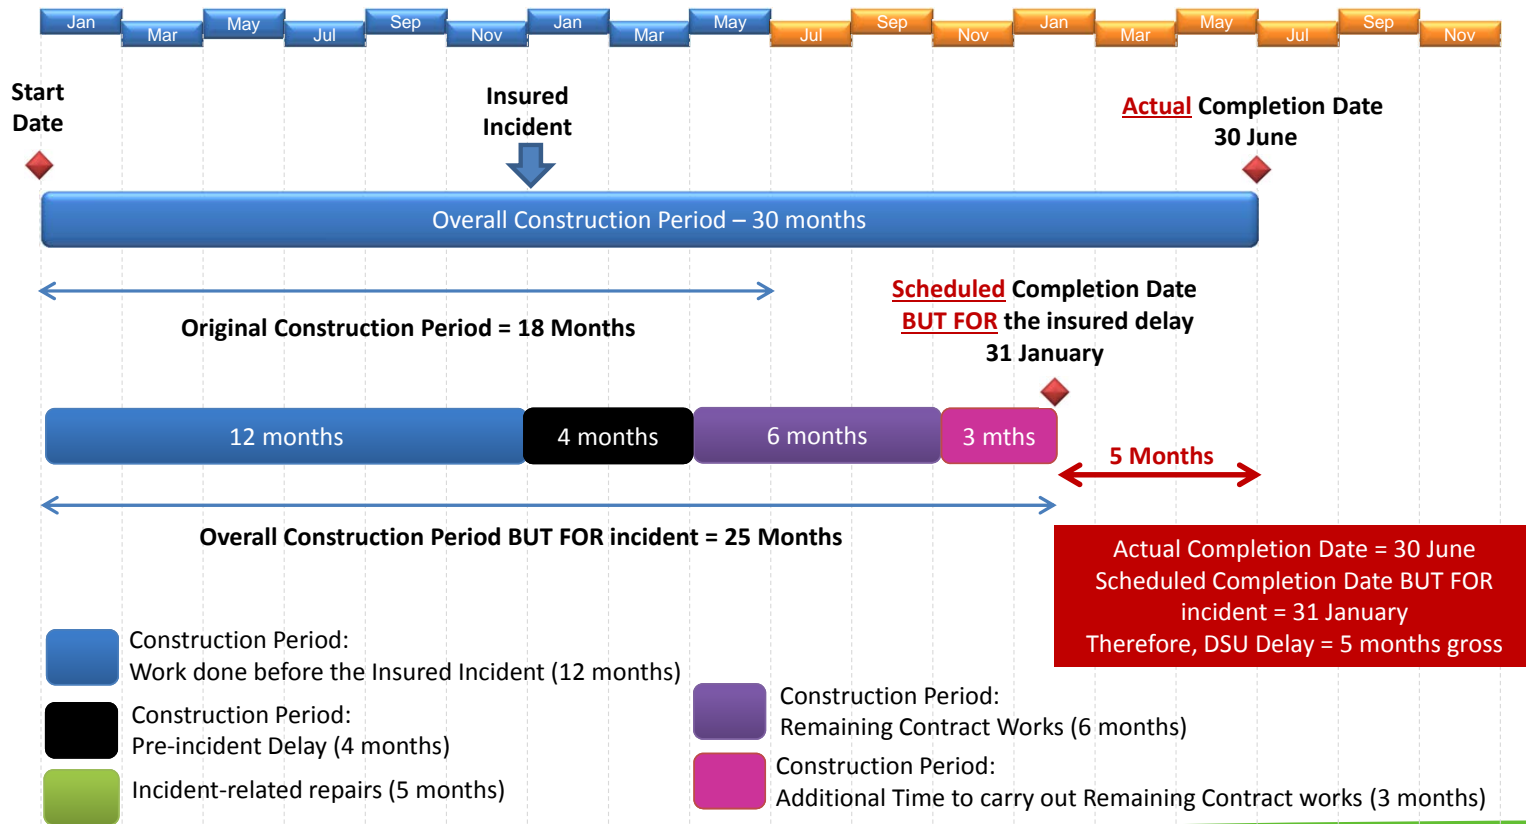 Jan Mar May Jul Sep Nov Jan Mar May Jul Sep Nov Jan Mar May Jul Sep Nov
Start
Date
Insured
Incident
Actual Completion Date
30 June
Overall Construction Period – 30 months
Original Construction Period = 18 Months
Scheduled Completion Date
BUT FOR the insured delay
31 January
12 months
4 months
6 months
3 mths
5 Months
Overall Construction Period BUT FOR incident = 25 Months
Actual Completion Date = 30 June
Scheduled Completion Date BUT FOR
incident = 31 January
Therefore, DSU Delay = 5 months gross
Construction Period:
Work done before the Insured Incident (12 months)
Construction Period:
Pre-incident Delay (4 months)
Incident-related repairs (5 months)
Construction Period:
Remaining Contract Works (6 months)
Construction Period:
Additional Time to carry out Remaining Contract works (3 months)